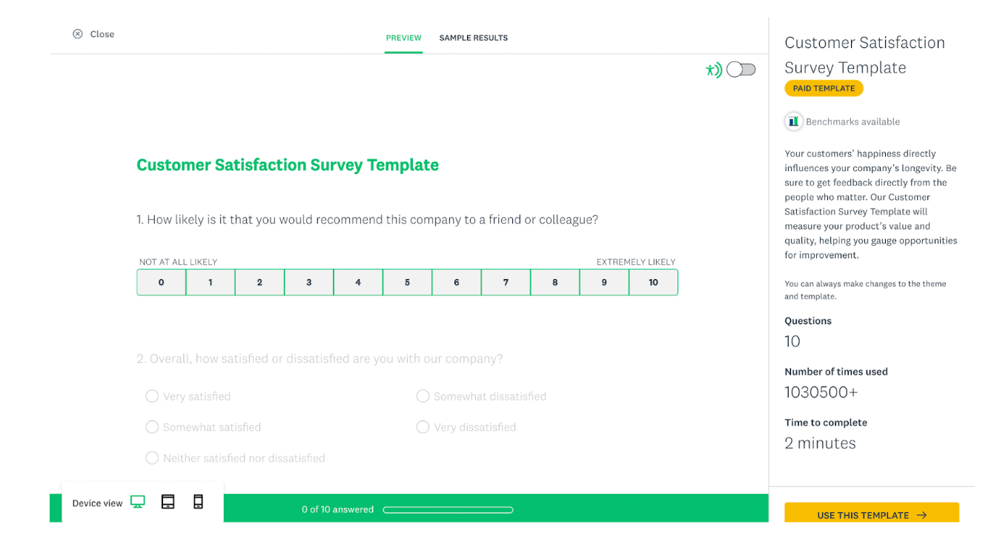 Close
PREVIEW SAMPLE RESULTS
Customer Satisfaction Survey Template
1. How likely is it that you would recommend this company to a friend or colleague?
NOT AT ALL LIKELY EXTREMELY LIKELY
0 1 2 3 4 5 6 7 8 9 10
2. Overall, how satisfied or dissatisfied are you with our company?
Very satisfied Somewhat dissatisfied
Somewhat satisfied Very dissatisfied
Neither satisfied nor dissatisfied
Device view
0 of 10 answered
Customer Satisfaction
Survey Template
PAID TEMPLATE
Benchmarks available
Your customers’ happiness directly
influences your company’s longevity. Be
sure to get feedback directly from the
people who matter. Our Customer
Satisfaction Survey Template will
measure your product’s value and
quality, helping you gauge opportunities
for improvement.
You can always make changes to the theme
and template.
Questions
10
Number of times used
1030500+
Time to complete
2 minutes
USE THIS TEMPLATE →